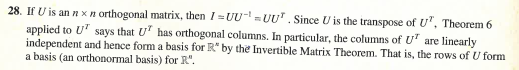 28. If U is an n x n orthogonal matrix, then I = UU⁻¹ = UUᵀ. Since U is the transpose of Uᵀ, Theorem 6
applied to Uᵀ says that Uᵀ has orthogonal columns. In particular, the columns of Uᵀ are linearly
independent and hence form a basis for ℝⁿ by the Invertible Matrix Theorem. That is, the rows of U form
a basis (an orthonormal basis) for ℝⁿ.